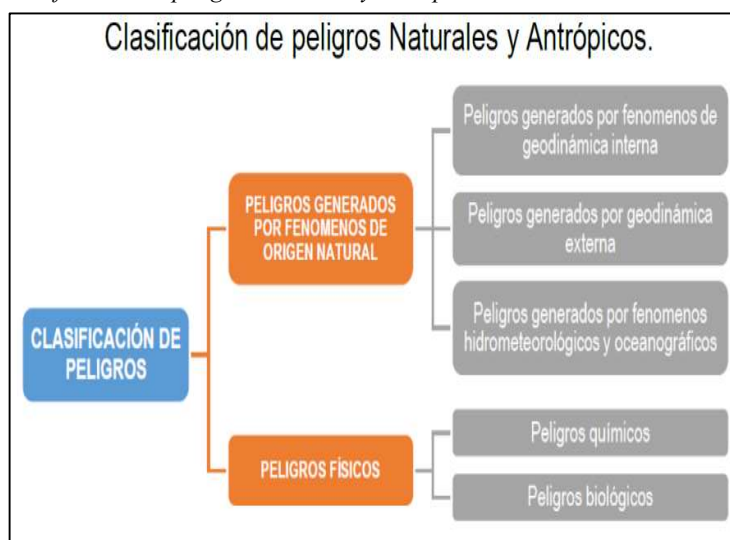 Clasificación de peligros Naturales y Antrópicos.
Peligros generados por fenomenos de
geodinámica interna
PELIGROS GENERADOS
POR FENOMENOS DE
ORIGEN NATURAL
Peligros generados por geodinámica
externa
Peligros generados por fenomenos
hidrometeorológicos y oceanográficos
CLASIFICACIÓN DE
PELIGROS
PELIGROS FÍSICOS
Peligros químicos
Peligros biológicos